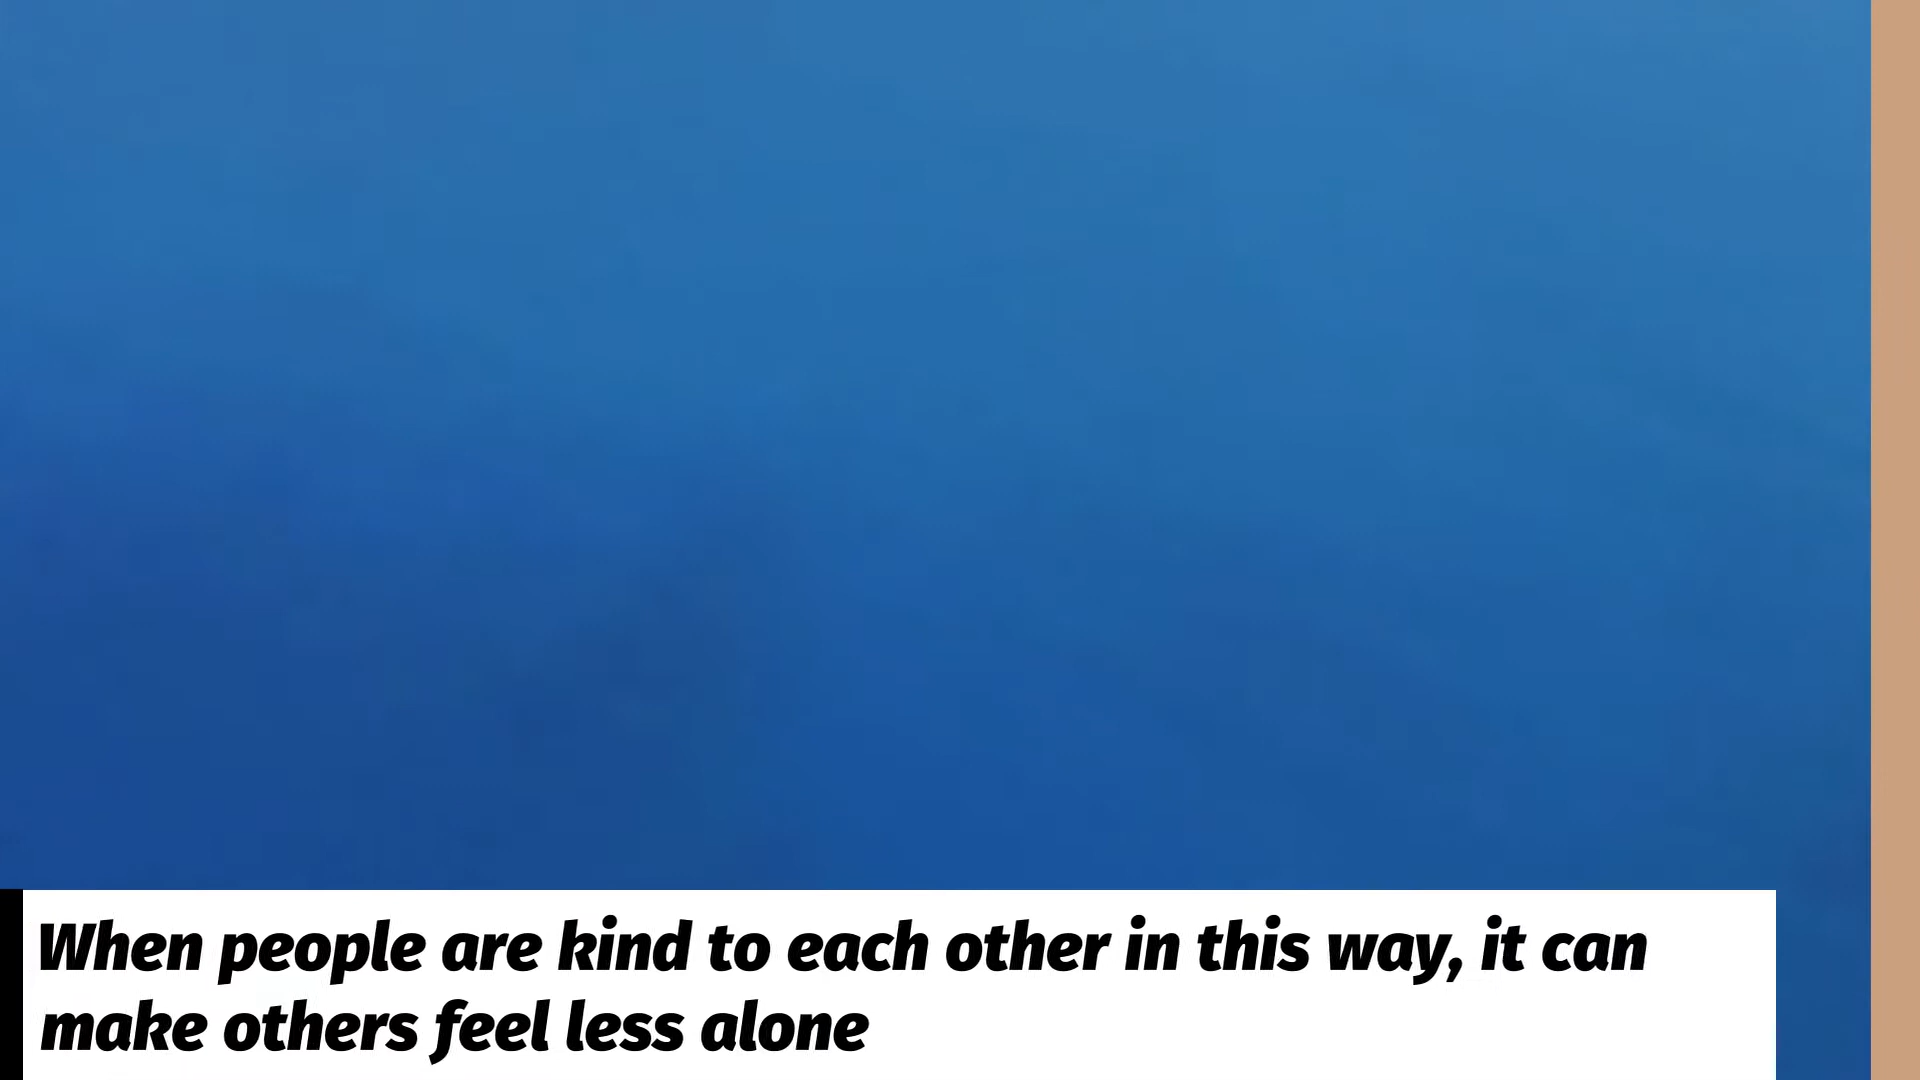 When people are kind to each other in this way, it can
make others feel less alone